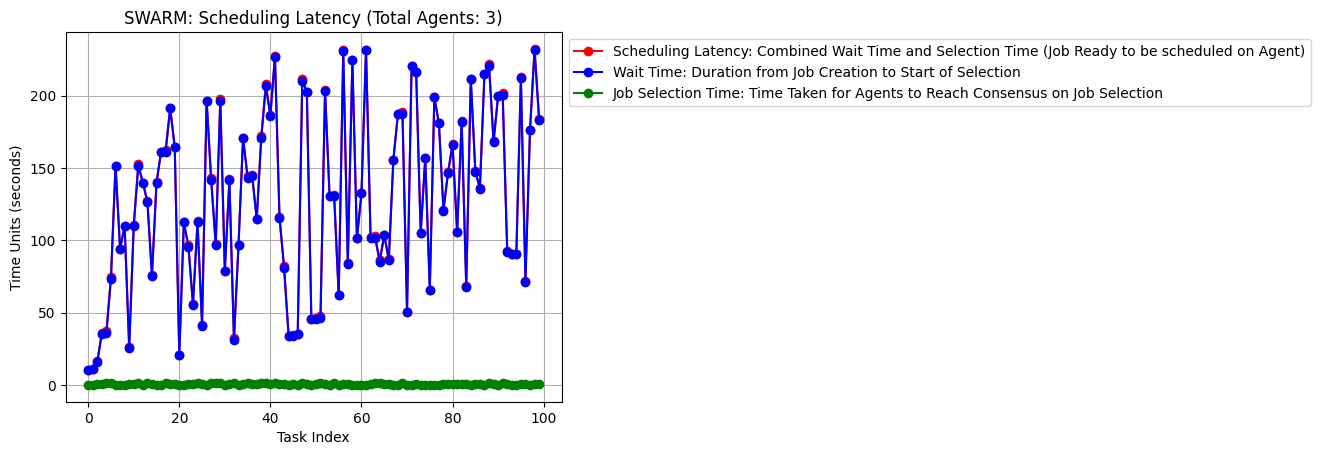 SWARM: Scheduling Latency (Total Agents: 3)
Scheduling Latency: Combined Wait Time and Selection Time (Job Ready to be scheduled on Agent)
Wait Time: Duration from Job Creation to Start of Selection
Job Selection Time: Time Taken for Agents to Reach Consensus on Job Selection
Time Units (seconds)
200
150
100
50
0
0 20 40 60 80 100
Task Index